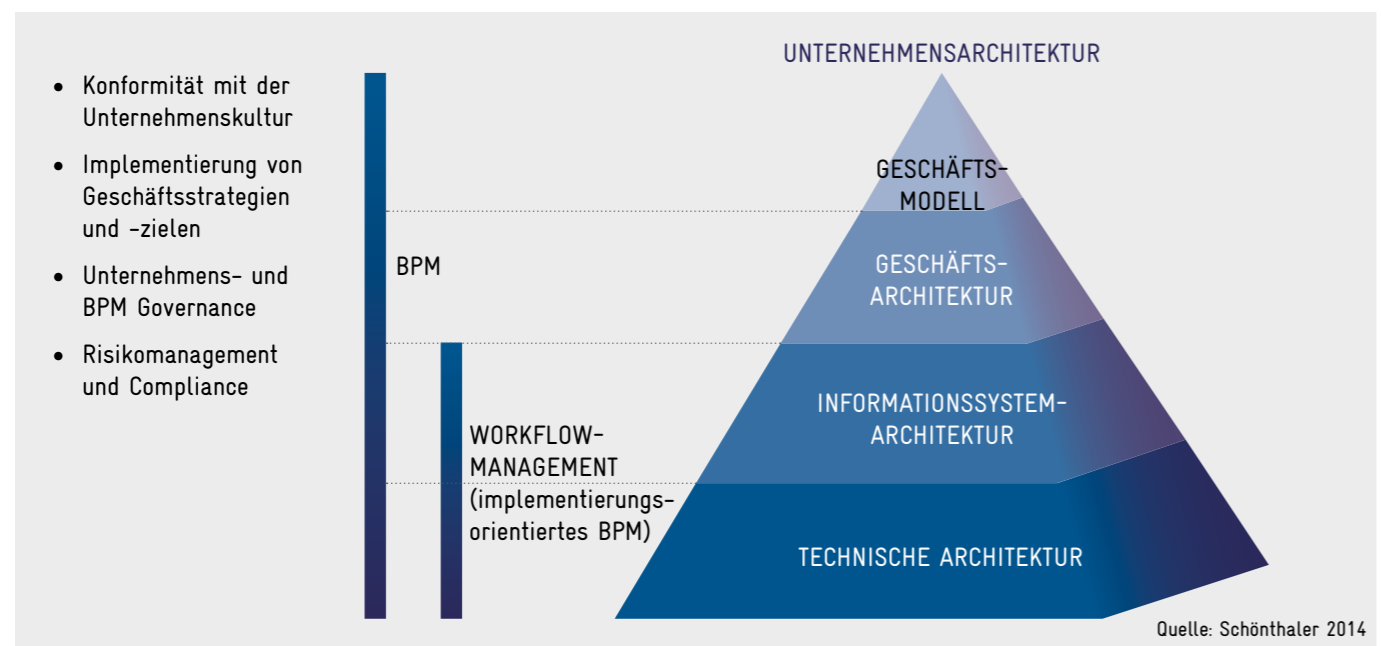 UNTERNEHMENSARCHITEKTUR
• Konformität mit der
Unternehmenskultur
• Implementierung von
Geschäftsstrategien
und -zielen
• Unternehmens- und
BPM Governance
• Risikomanagement
und Compliance
BPM
WORKFLOW-
MANAGEMENT
(implementierungs-
orientiertes BPM)
GESCHÄFTS-
MODELL
GESCHÄFTS-
ARCHITEKTUR
INFORMATIONSSYSTEM-
ARCHITEKTUR
TECHNISCHE ARCHITEKTUR
Quelle: Schönthaler 2014